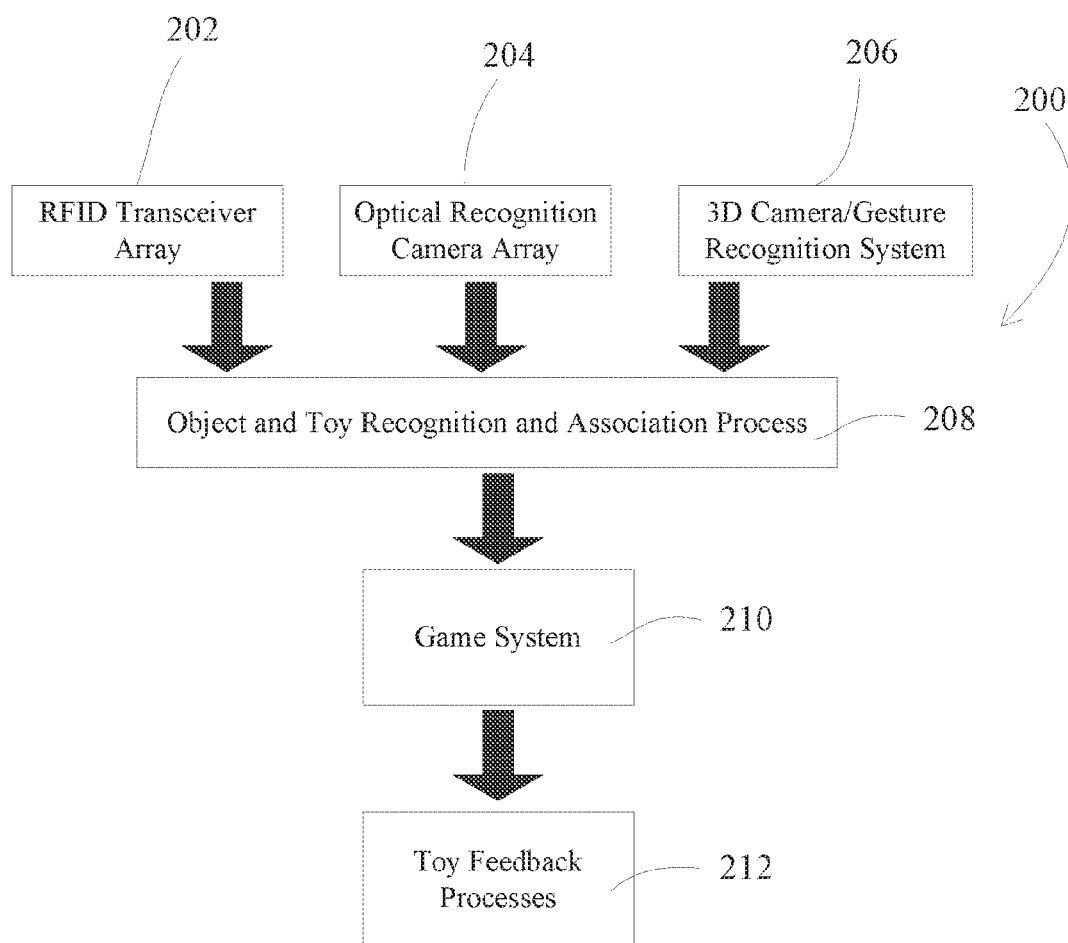 202
204
206
200
RFID Transceiver
Array
Optical Recognition
Camera Array
3D Camera/Gesture
Recognition System
Object and Toy Recognition and Association Process
208
Game System
210
Toy Feedback
Processes
212